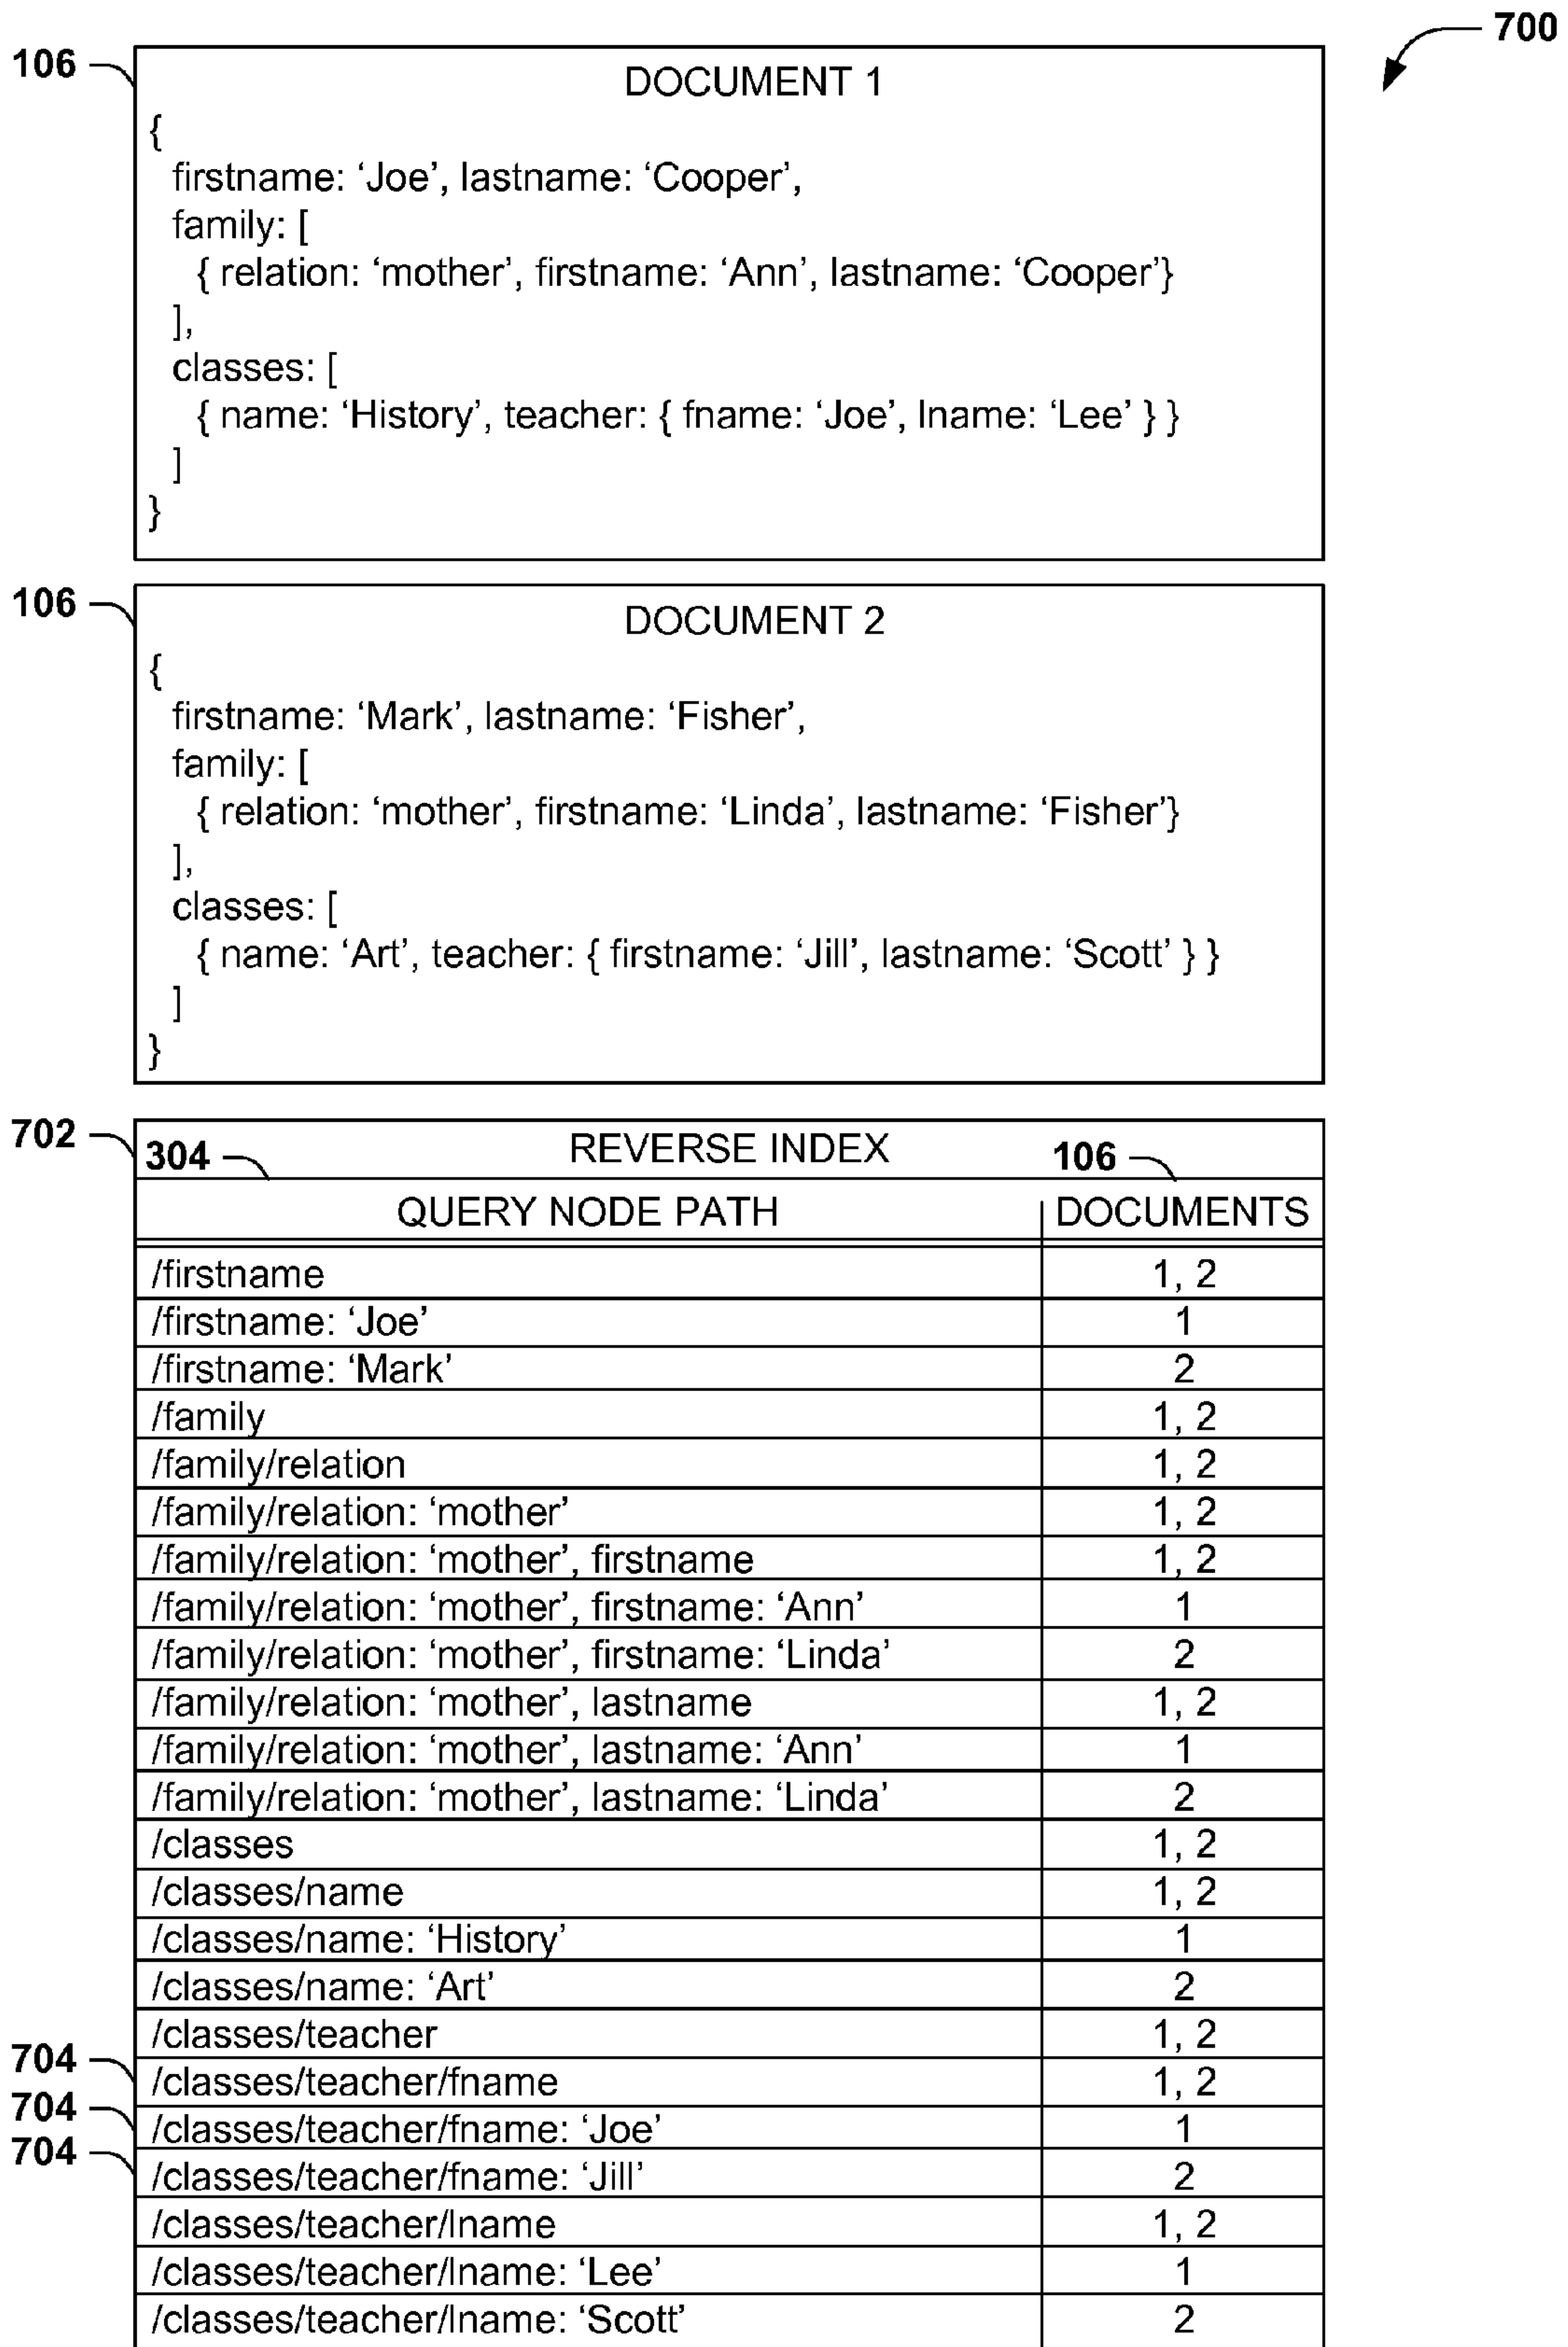 700
106
DOCUMENT 1
{
firstname: ‘Joe’, lastname: ‘Cooper’,
family: [
{ relation: ‘mother’, firstname: ‘Ann’, lastname: ‘Cooper’}
],
classes: [
{ name: ‘History’, teacher: { fname: ‘Joe’, lname: ‘Lee’ } }
]
}
106
DOCUMENT 2
{
firstname: ‘Mark’, lastname: ‘Fisher’,
family: [
{ relation: ‘mother’, firstname: ‘Linda’, lastname: ‘Fisher’}
],
classes: [
{ name: ‘Art’, teacher: { firstname: ‘Jill’, lastname: ‘Scott’ } }
]
}
702
304 REVERSE INDEX 106
QUERY NODE PATH DOCUMENTS
/firstname 1, 2
/firstname: ‘Joe’ 1
/firstname: ‘Mark’ 2
/family 1, 2
/family/relation 1, 2
/family/relation: ‘mother’ 1, 2
/family/relation: ‘mother’, firstname 1, 2
/family/relation: ‘mother’, firstname: ‘Ann’ 1
/family/relation: ‘mother’, firstname: ‘Linda’ 2
/family/relation: ‘mother’, lastname 1, 2
/family/relation: ‘mother’, lastname: ‘Ann’ 1
/family/relation: ‘mother’, lastname: ‘Linda’ 2
/classes 1, 2
/classes/name 1, 2
/classes/name: ‘History’ 1
/classes/name: ‘Art’ 2
/classes/teacher 1, 2
704 /classes/teacher/fname 1, 2
704 /classes/teacher/fname: ‘Joe’ 1
704 /classes/teacher/fname: ‘Jill’ 2
/classes/teacher/lname 1, 2
/classes/teacher/lname: ‘Lee’ 1
/classes/teacher/lname: ‘Scott’ 2